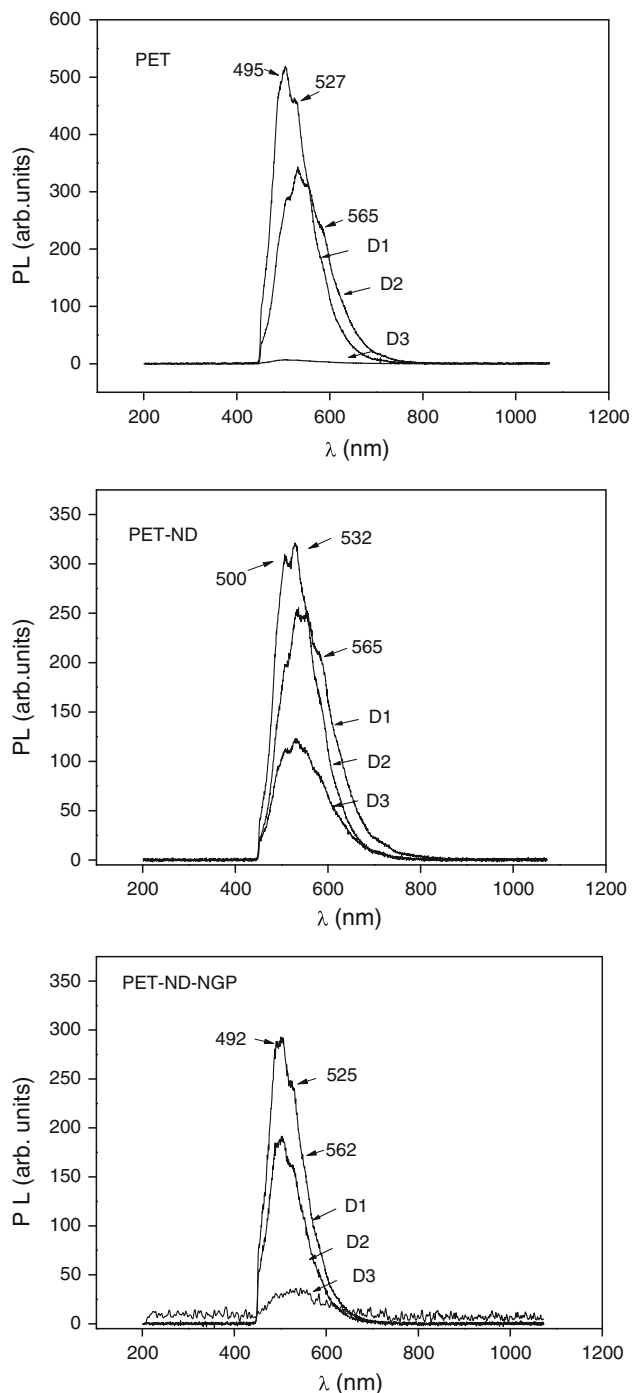 600
PET
500
495
527
400
300
565
D1
200
D2
100
D3
0
PL (arb.units)
200 400 600 800 1000 1200
λ (nm)
350
PET-ND
532
300
500
250
565
200
150
D1
D2
100
D3
50
0
PL (arb.units)
200 400 600 800 1000 1200
λ (nm)
350
PET-ND-NGP
300
492
525
250
200
562
150
D1
100
D2
50
D3
0
P L (arb. units)
200 400 600 800 1000 1200
λ (nm)